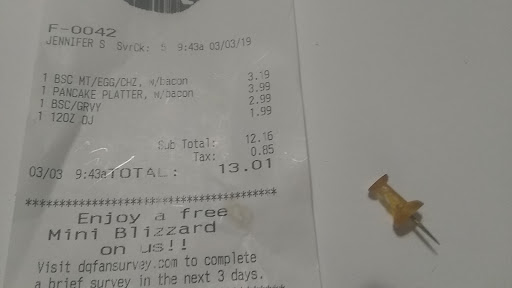 F-0042
JENNIFER S SvrCk: 5 9:43a 03/03/19
1 BSC MT/EGG/CHZ, w/bacon 3.19
1 PANCAKE PLATTER, w/bacon 3.99
1 BSC/GRVY 2.99
1 12OZ OJ 1.99
Sub Total: 12.16
Tax: 0.85
03/03 9:43aTOTAL: 13.01
****************************************
Enjoy a free
Mini Blizzard
on us!!
Visit dqfansurvey.com to complete
a brief survey in the next 3 days.